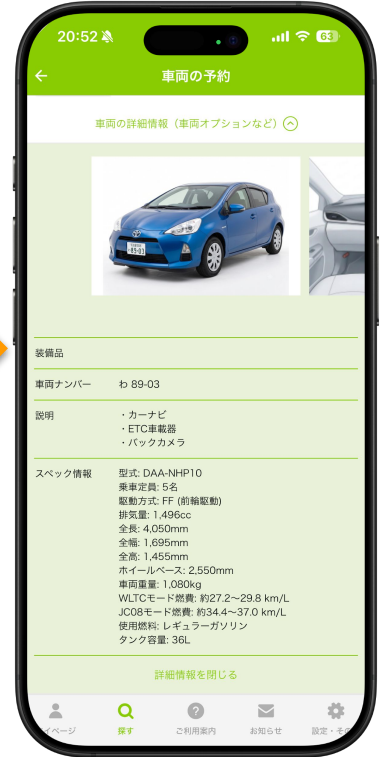 20:52
63
車両の予約
車両の詳細情報（車両オプションなど）
89-03
装備品
車両ナンバー わ 89-03
説明 ・カーナビ
・ETC車載器
・バックカメラ
スペック情報 型式: DAA-NHP10
乗車定員: 5名
駆動方式: FF (前輪駆動)
排気量: 1,496cc
全長: 4,050mm
全幅: 1,695mm
全高: 1,455mm
ホイールベース: 2,550mm
車両重量: 1,080kg
WLTCモード燃費: 約27.2〜29.8 km/L
JC08モード燃費: 約34.4〜37.0 km/L
使用燃料: レギュラーガソリン
タンク容量: 36L
詳細情報を閉じる
イページ 探す ご利用案内 お知らせ 設定・その